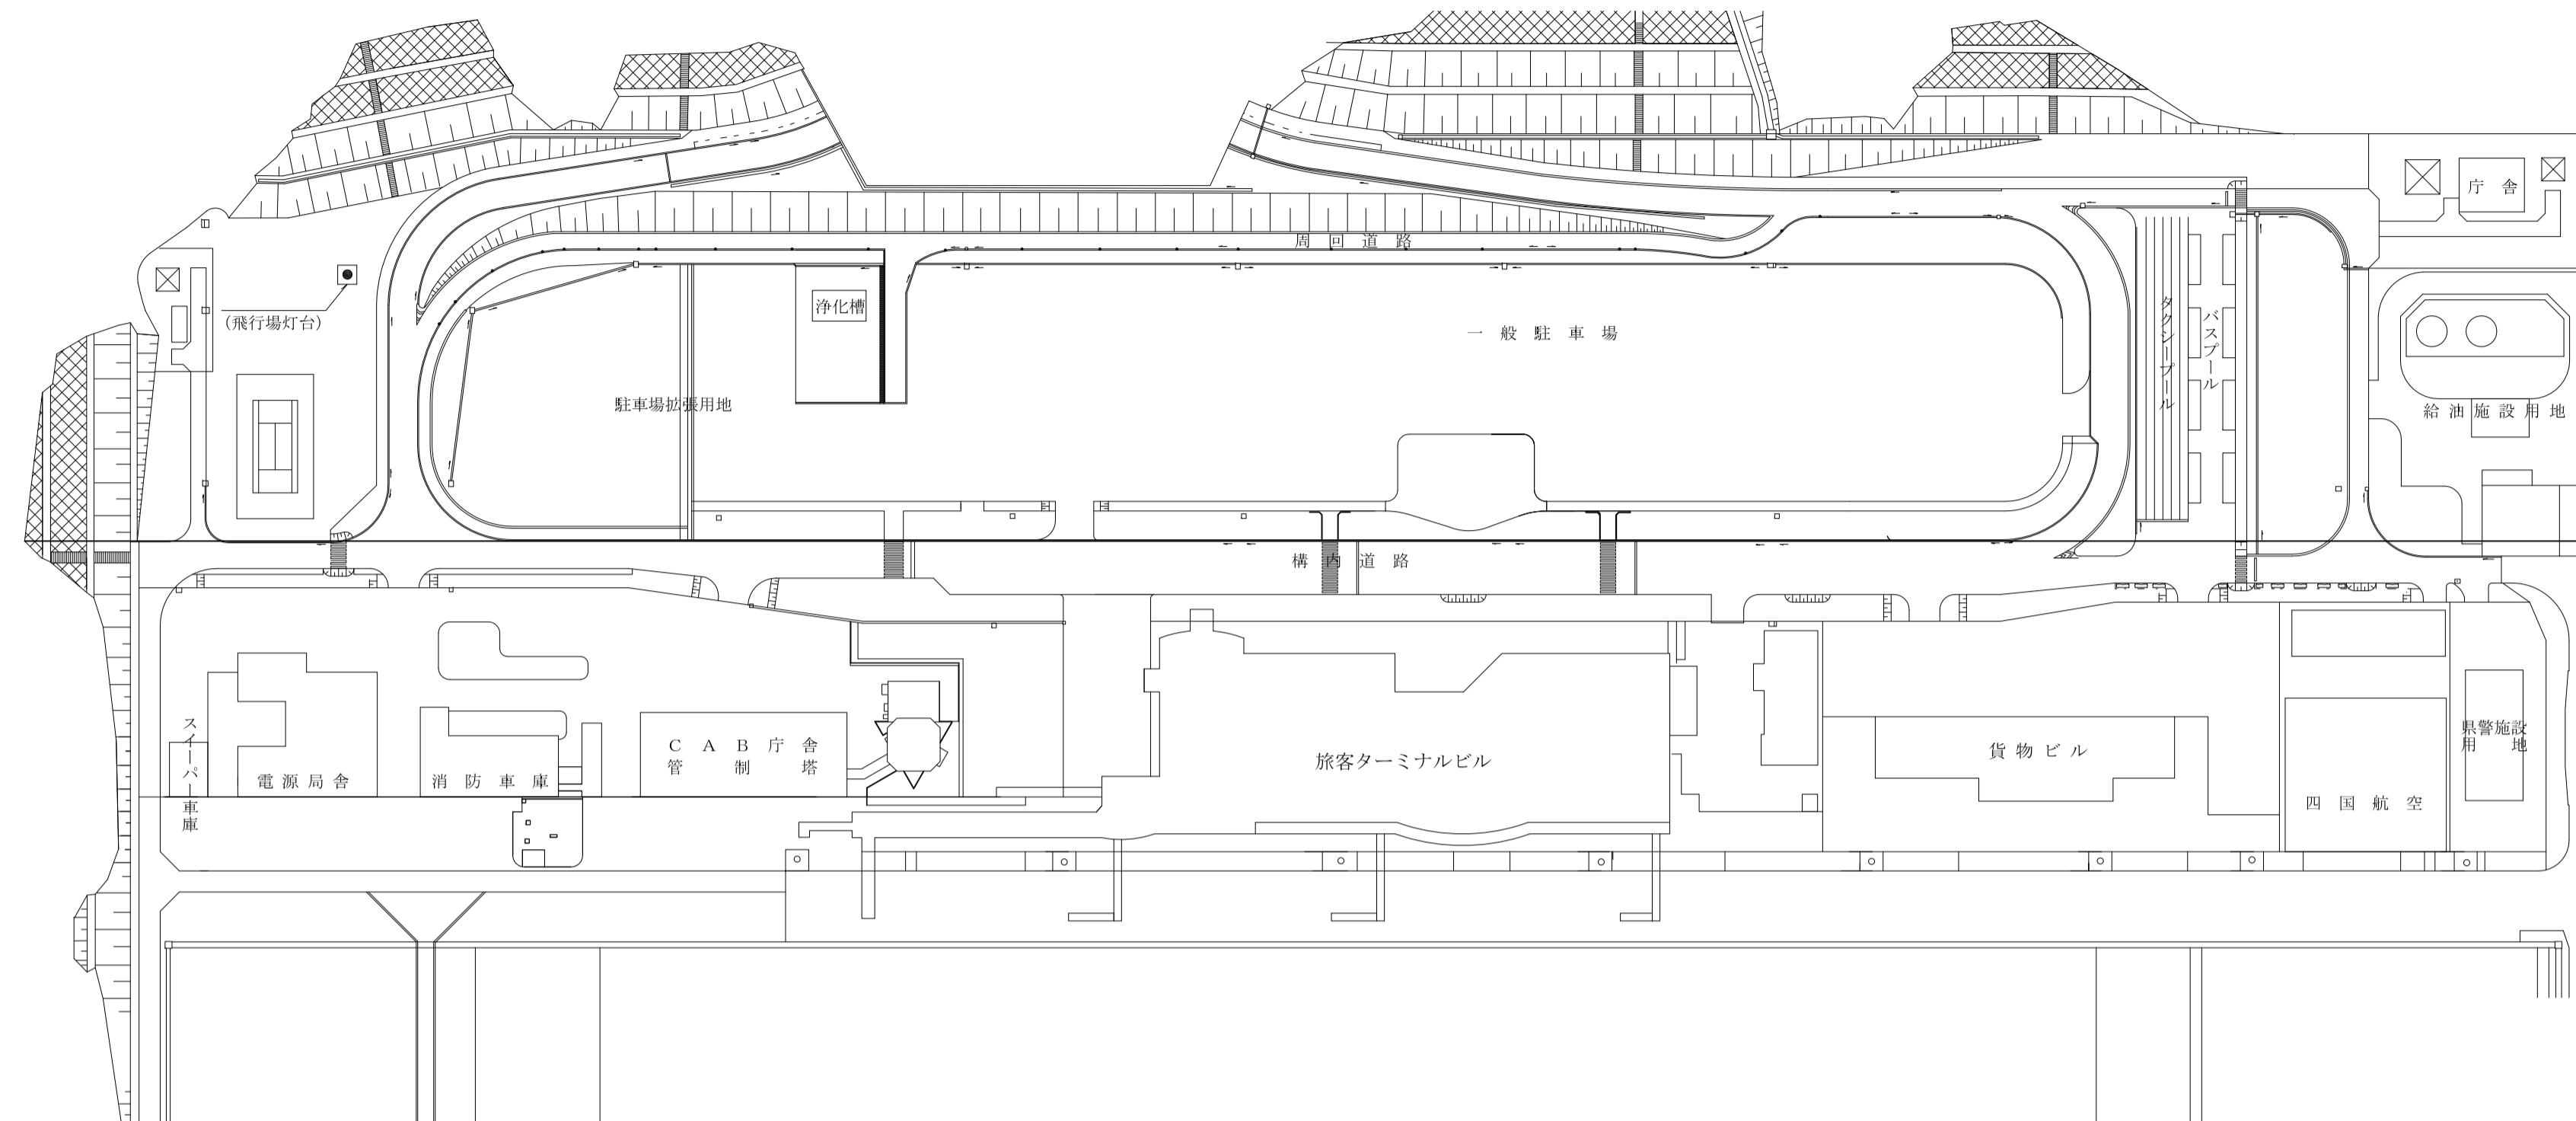 庁 舎
周 回 道 路
浄化槽
(飛行場灯台)
一 般 駐 車 場
タクシープール
バスプール
駐車場拡張用地
給 油 施 設 用 地
構 内 道 路
スイーパー車庫
電 源 局 舎
消 防 車 庫
C A B 庁 舎
管 制 塔
旅客ターミナルビル
貨 物 ビ ル
四 国 航 空
県警施設
用 地